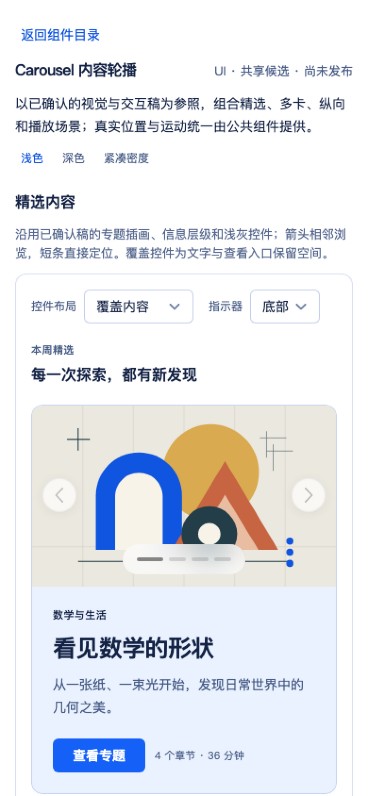 返回组件目录
Carousel 内容轮播
UI · 共享候选 · 尚未发布
以已确认的视觉与交互稿为参照，组合精选、多卡、纵向
和播放场景；真实位置与运动统一由公共组件提供。
浅色 深色 紧凑密度
精选内容
沿用已确认稿的专题插画、信息层级和浅灰控件；箭头相邻浏
览，短条直接定位。覆盖控件为文字与查看入口保留空间。
控件布局 覆盖内容 指示器 底部
本周精选
每一次探索，都有新发现
数学与生活
看见数学的形状
从一张纸、一束光开始，发现日常世界中的
几何之美。
查看专题 4 个章节 · 36 分钟